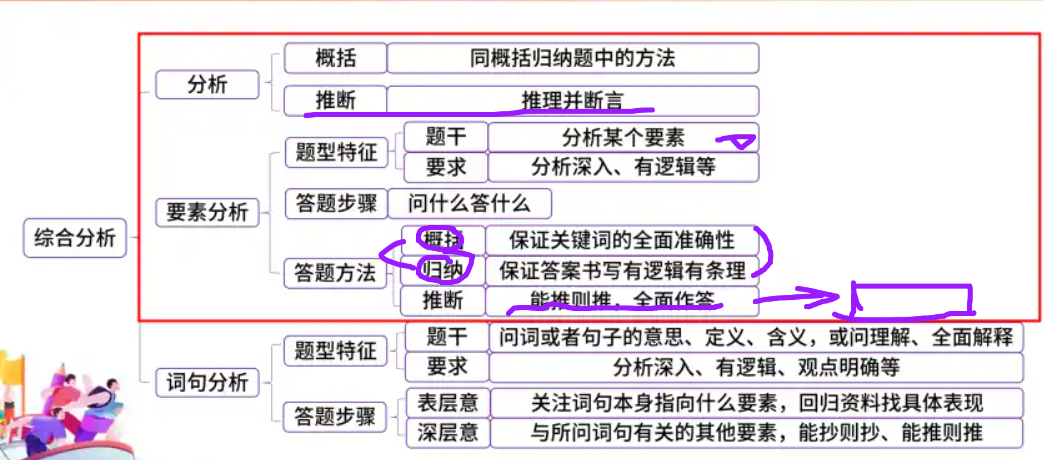 综合分析
分析
概括 同概括归纳题中的方法
推断 推理并断言
要素分析
题型特征
题干 分析某个要素
要求 分析深入、有逻辑等
答题步骤 问什么答什么
答题方法
概括 保证关键词的全面准确性
归纳 保证答案书写有逻辑有条理
推断 能推则推，全面作答
词句分析
题型特征
题干 问词或者句子的意思、定义、含义，或问理解、全面解释
要求 分析深入、有逻辑、观点明确等
答题步骤
表层意 关注词句本身指向什么要素，回归资料找具体表现
深层意 与所问词句有关的其他要素，能抄则抄、能推则推